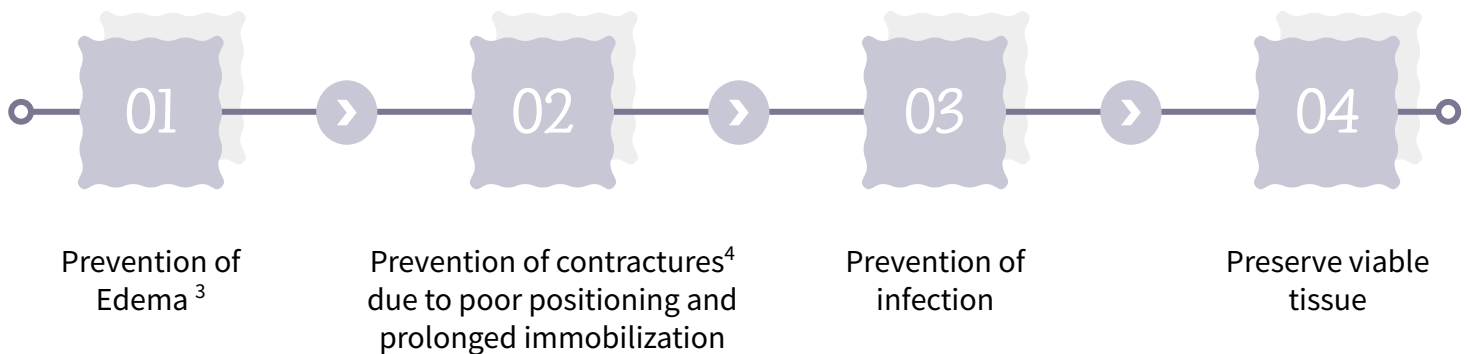 01
02
03
04
Prevention of
Edema ³
Prevention of contractures⁴
due to poor positioning and
prolonged immobilization
Prevention of
infection
Preserve viable
tissue